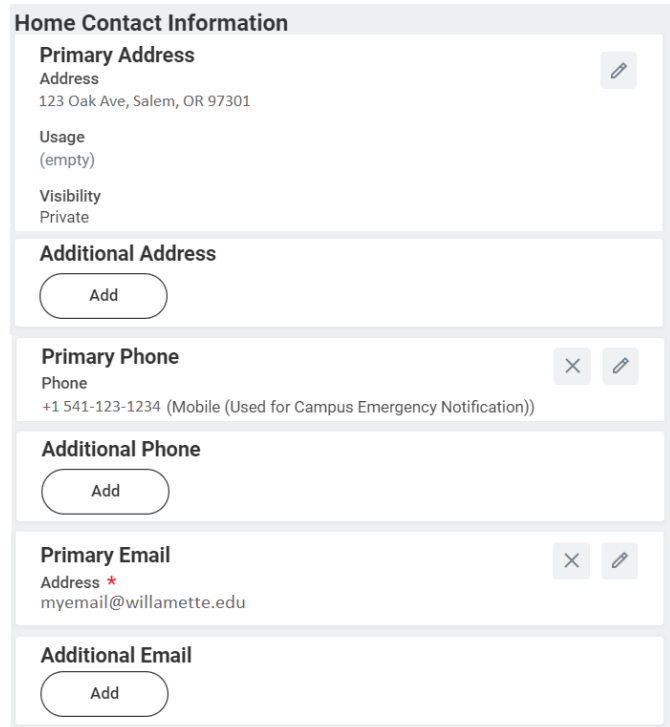 Home Contact Information
Primary Address
Address
123 Oak Ave, Salem, OR 97301
Usage
(empty)
Visibility
Private
Additional Address
Add
Primary Phone
Phone
+1 541-123-1234 (Mobile (Used for Campus Emergency Notification))
Additional Phone
Add
Primary Email
Address *
myemail@willamette.edu
Additional Email
Add